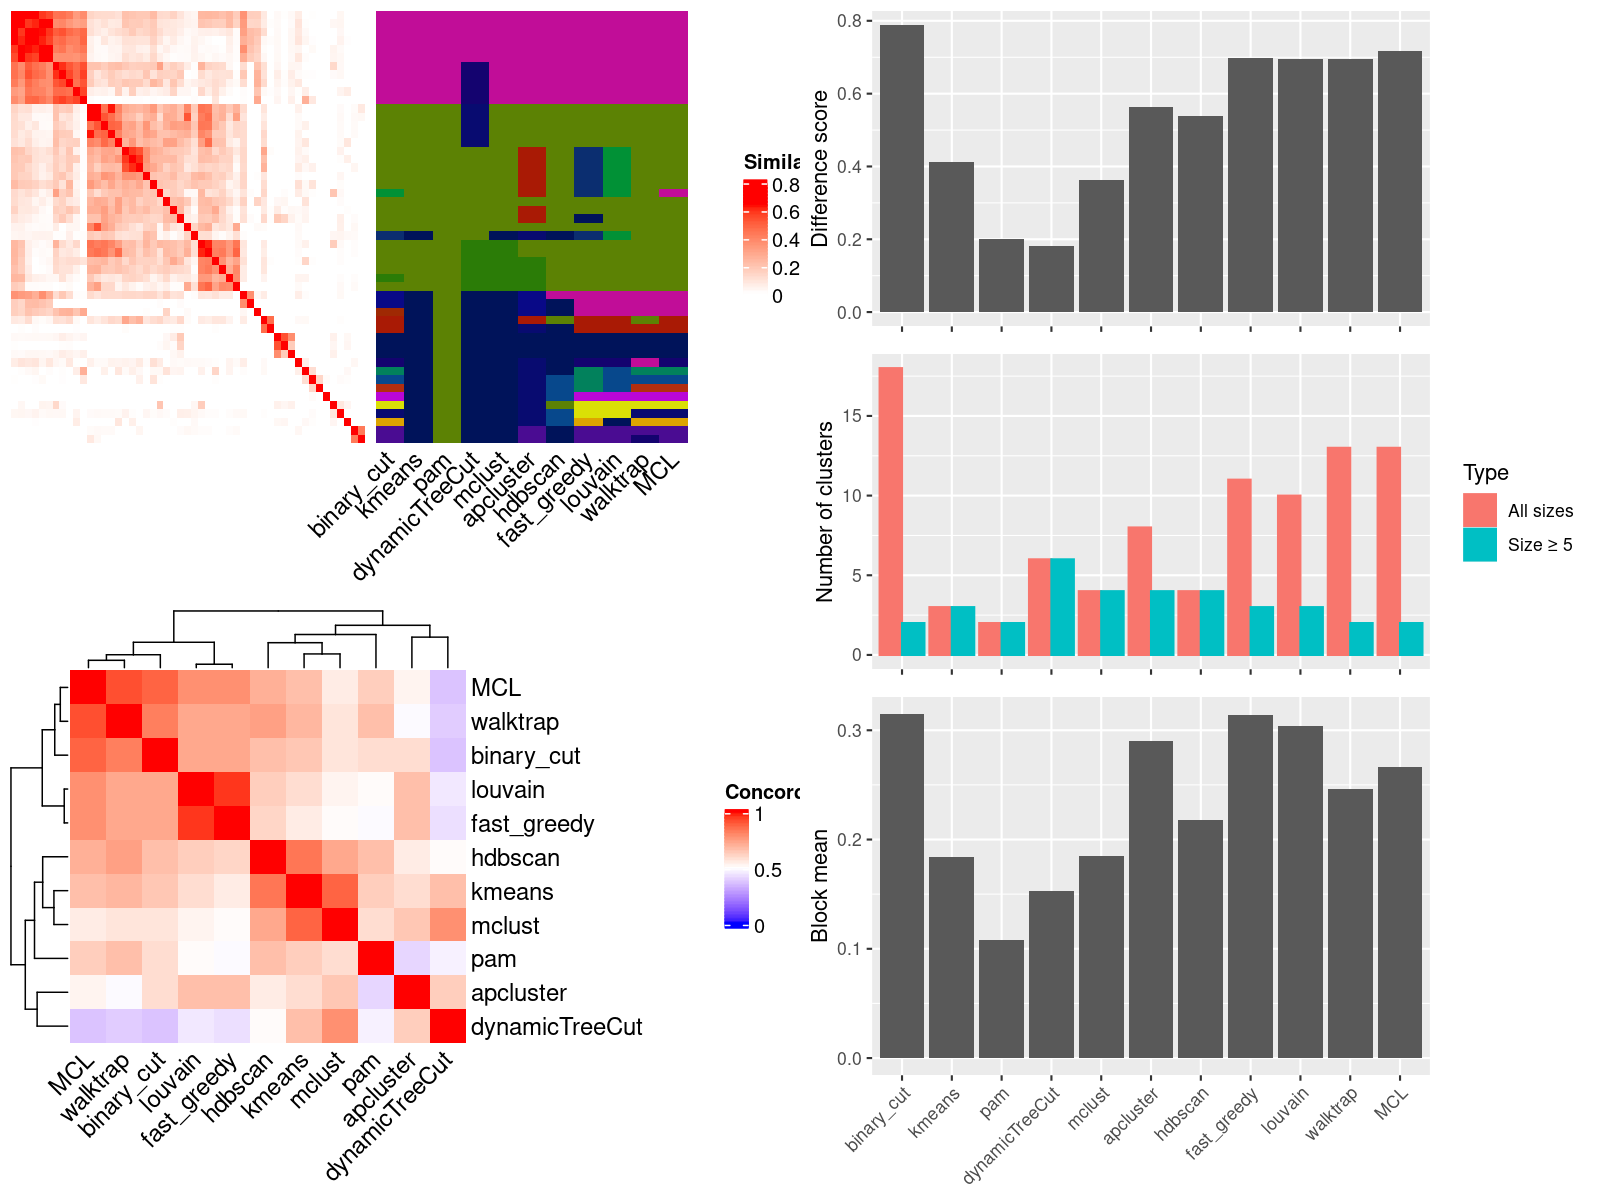 Simila
0.8
0.6
0.4
0.2
0
binary_cut
kmeans
pam
dynamicTreeCut
mclust
apcluster
hdbscan
fast_greedy
louvain
walktrap
MCL
MCL
walktrap
binary_cut
louvain
fast_greedy
hdbscan
kmeans
mclust
pam
apcluster
dynamicTreeCut
MCL
walktrap
binary_cut
louvain
fast_greedy
hdbscan
kmeans
mclust
pam
apcluster
dynamicTreeCut
Concord
1
0.5
0
Difference score
0.8
0.6
0.4
0.2
0.0
Number of clusters
15
10
5
0
Type
All sizes
Size ≥ 5
Block mean
0.3
0.2
0.1
0.0
binary_cut
kmeans
pam
dynamicTreeCut
mclust
apcluster
hdbscan
fast_greedy
louvain
walktrap
MCL